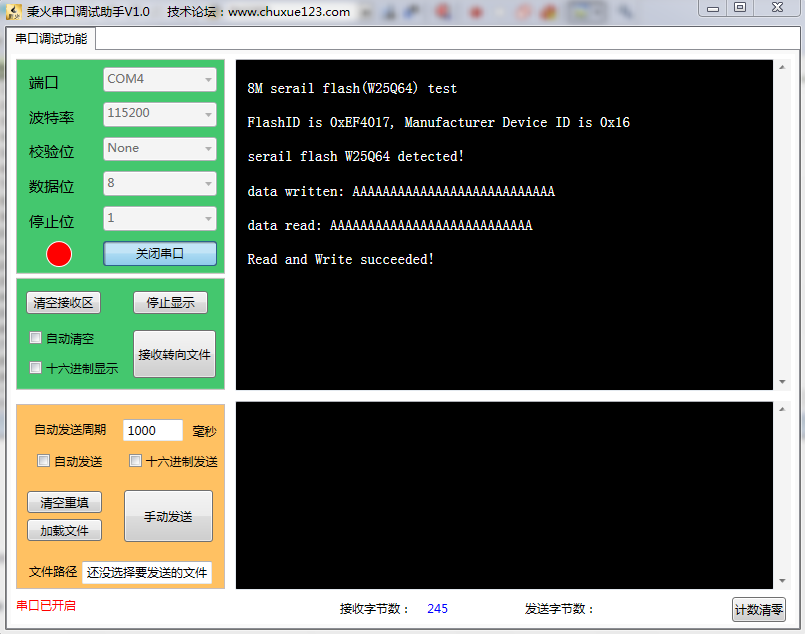 秉火串口调试助手V1.0 技术论坛：www.chuxue123.com
串口调试功能
端口 COM4
波特率 115200
校验位 None
数据位 8
停止位 1
关闭串口
清空接收区 停止显示
自动清空
十六进制显示
接收转向文件
8M serail flash(W25Q64) test
FlashID is 0xEF4017, Manufacturer Device ID is 0x16
serail flash W25Q64 detected!
data written: AAAAAAAAAAAAAAAAAAAAAAAAAAA
data read: AAAAAAAAAAAAAAAAAAAAAAAAAAA
Read and Write succeeded!
自动发送周期 1000 毫秒
自动发送 十六进制发送
清空重填
加载文件
手动发送
文件路径 还没选择要发送的文件
串口已开启 接收字节数： 245 发送字节数： 计数清零